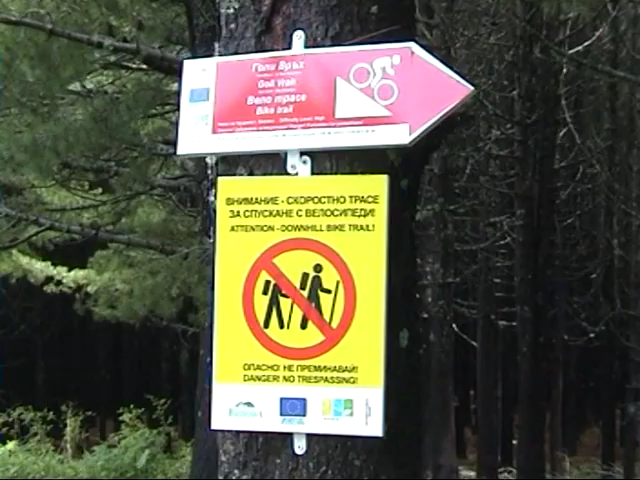 Голи Връх
Goli Vrah
Вело трасе
Bike trail
ВНИМАНИЕ - СКОРОСТНО ТРАСЕ
ЗА СПУСКАНЕ С ВЕЛОСИПЕДИ!
ATTENTION - DOWNHILL BIKE TRAIL!
ОПАСНО! НЕ ПРЕМИНАВАЙ!
DANGER! NO TRESPASSING!